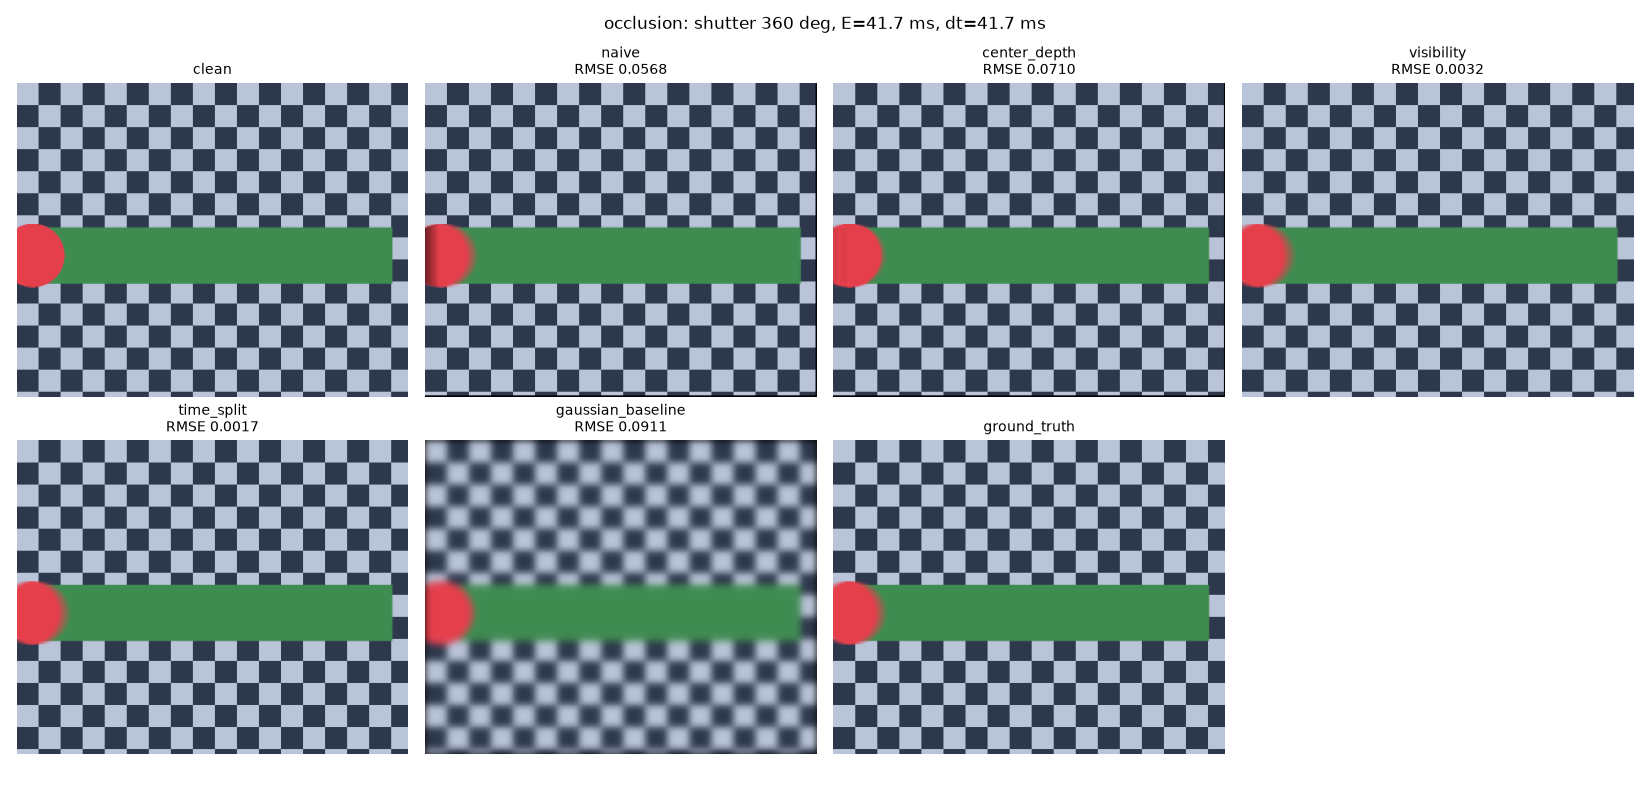 occlusion: shutter 360 deg, E=41.7 ms, dt=41.7 ms
clean
naive
RMSE 0.0568
center_depth
RMSE 0.0710
visibility
RMSE 0.0032
time_split
RMSE 0.0017
gaussian_baseline
RMSE 0.0911
ground_truth